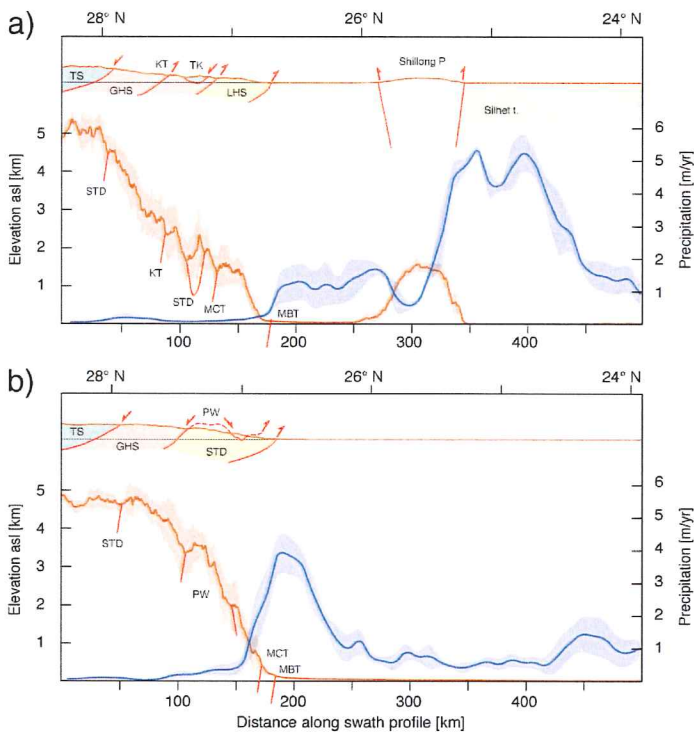 a)
28° N
26° N
24° N
TS
GHS
KT
TK
LHS
Shillong P.
Silhet t.
Elevation asl [km]
5
4
3
2
1
STD
KT
STD
MCT
MBT
6
5
4
3
2
1
Precipitation [m/yr]
100
200
300
400
b)
28° N
26° N
24° N
TS
GHS
PW
STD
Elevation asl [km]
5
4
3
2
1
STD
PW
MCT
MBT
6
5
4
3
2
1
Precipitation [m/yr]
100
200
300
400
Distance along swath profile [km]